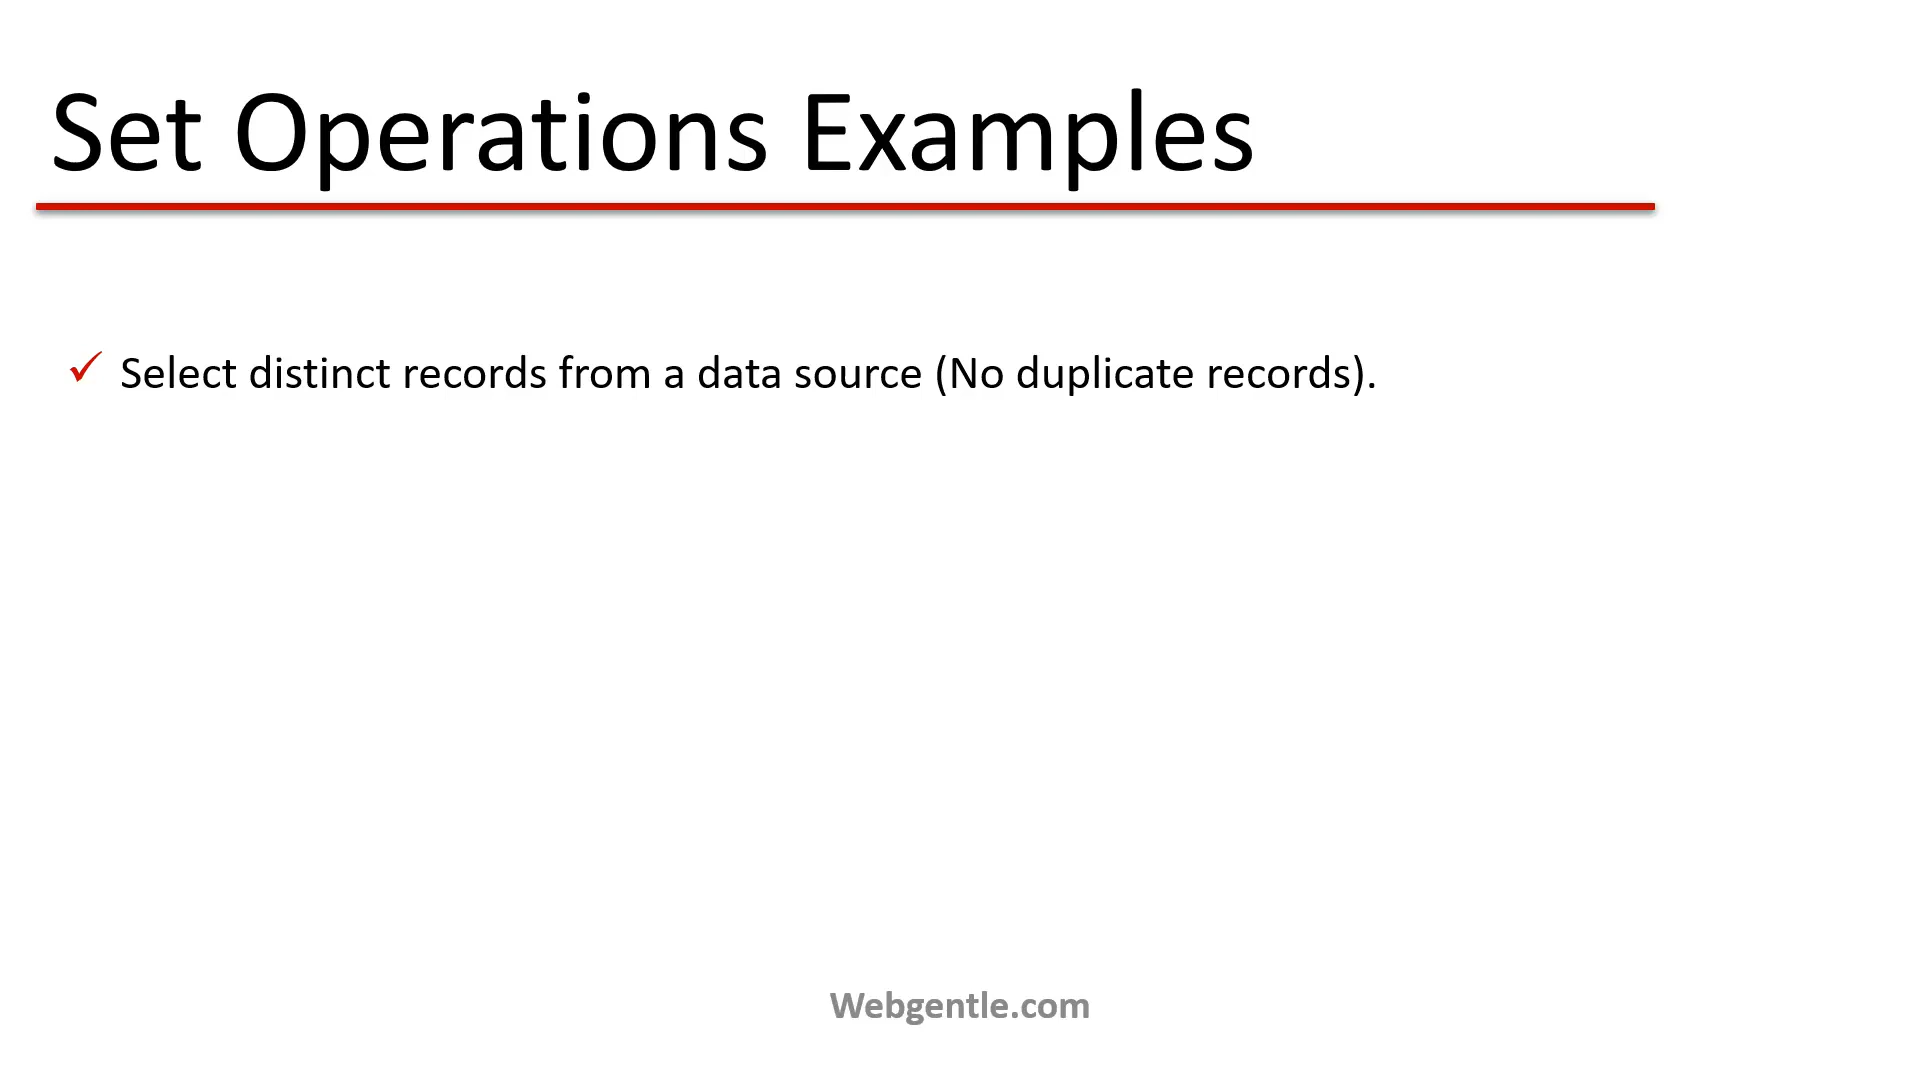 Set Operations Examples
Select distinct records from a data source (No duplicate records).
Webgentle.com